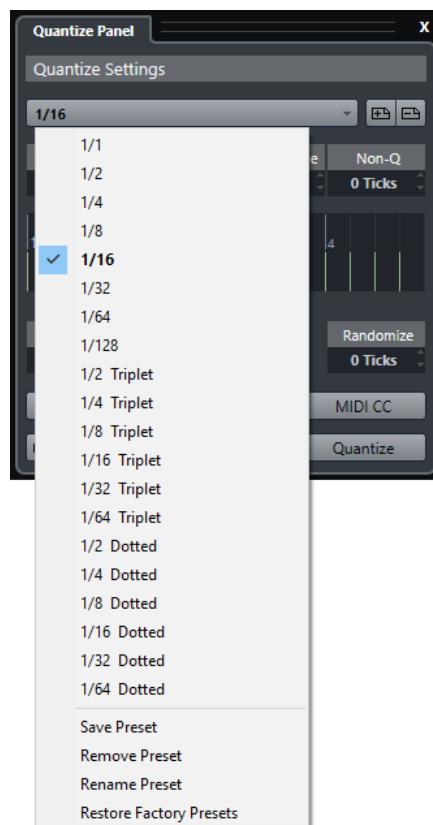 Quantize Panel
X
Quantize Settings
1/16
1/1
1/2
1/4
1/8
1/16
1/32
1/64
1/128
1/2 Triplet
1/4 Triplet
1/8 Triplet
1/16 Triplet
1/32 Triplet
1/64 Triplet
1/2 Dotted
1/4 Dotted
1/8 Dotted
1/16 Dotted
1/32 Dotted
1/64 Dotted
Save Preset
Remove Preset
Rename Preset
Restore Factory Presets
Non-Q
0 Ticks
4
Randomize
0 Ticks
MIDI CC
Quantize